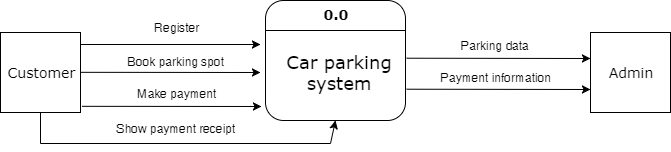 0.0
Register
Book parking spot
Make payment
Show payment receipt
Customer
Car parking
system
Parking data
Payment information
Admin